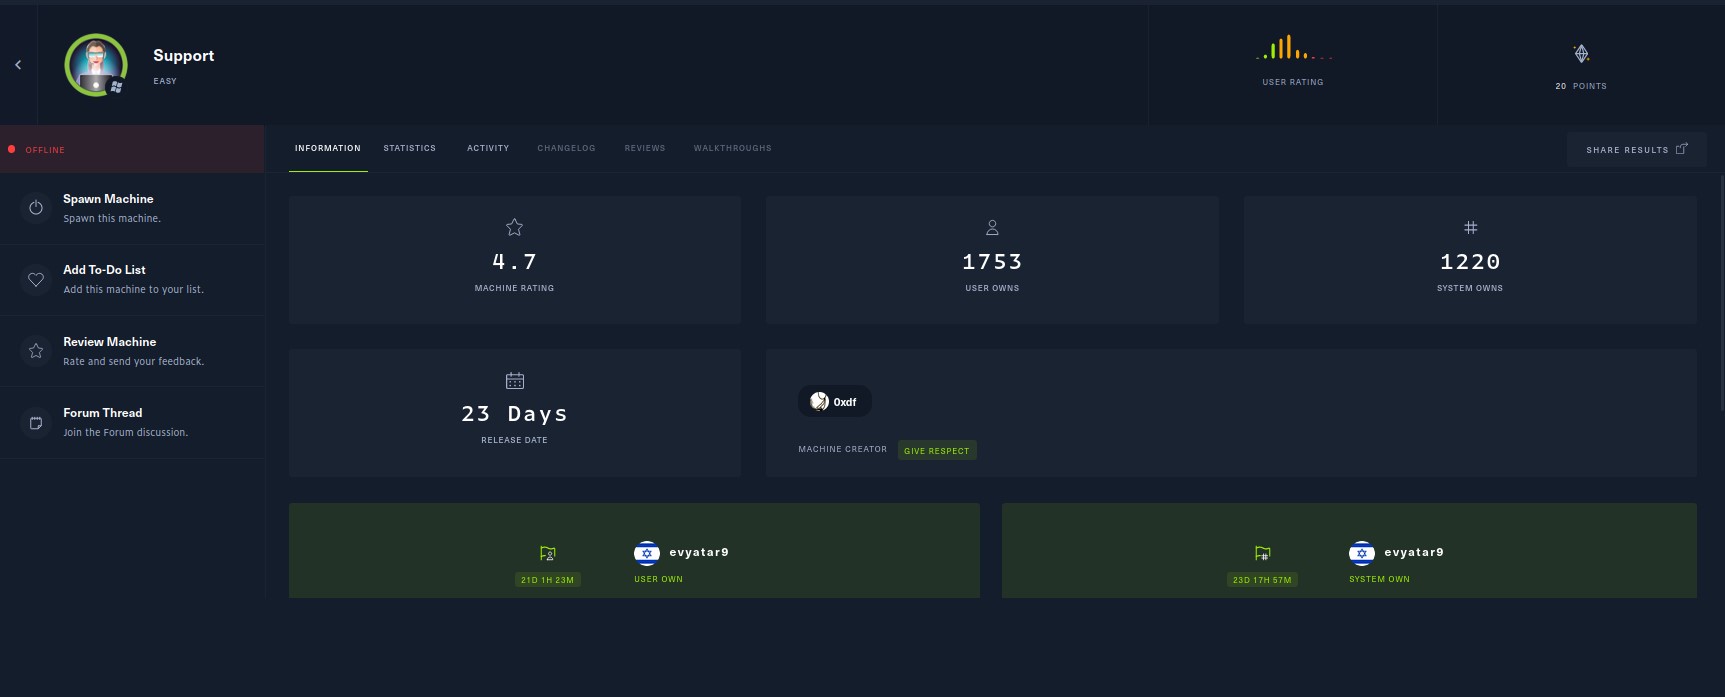 Support
EASY
USER RATING
20 POINTS
OFFLINE
INFORMATION STATISTICS ACTIVITY CHANGELOG REVIEWS WALKTHROUGHS
SHARE RESULTS
Spawn Machine
Spawn this machine.
Add To-Do List
Add this machine to your list.
Review Machine
Rate and send your feedback.
Forum Thread
Join the Forum discussion.
4.7
MACHINE RATING
1753
USER OWNS
1220
SYSTEM OWNS
23 Days
RELEASE DATE
0xdf
MACHINE CREATOR GIVE RESPECT
evyatar9
21D 1H 23M USER OWN
evyatar9
23D 17H 57M SYSTEM OWN